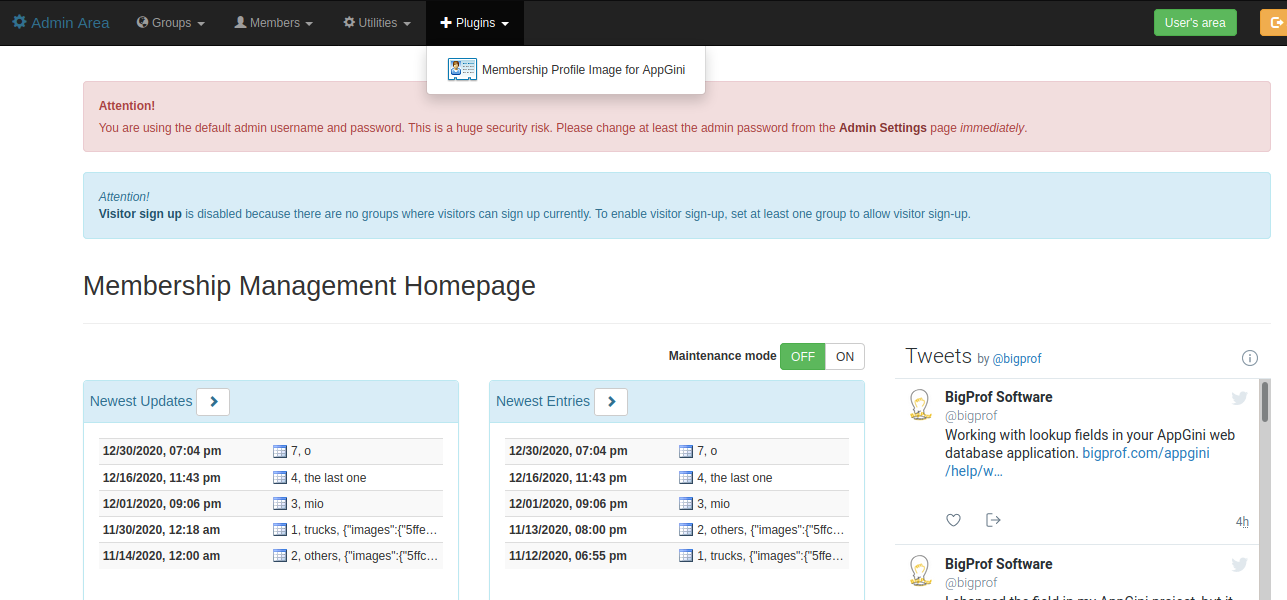 Admin Area Groups Members Utilities Plugins User's area
Membership Profile Image for AppGini
Attention!
You are using the default admin username and password. This is a huge security risk. Please change at least the admin password from the Admin Settings page immediately.
Attention!
Visitor sign up is disabled because there are no groups where visitors can sign up currently. To enable visitor sign-up, set at least one group to allow visitor sign-up.
Membership Management Homepage
Maintenance mode OFF ON
Newest Updates
12/30/2020, 07:04 pm 7, o
12/16/2020, 11:43 pm 4, the last one
12/01/2020, 09:06 pm 3, mio
11/30/2020, 12:18 am 1, trucks, {"images":{"5ffe...
11/14/2020, 12:00 am 2, others, {"images":{"5ffc...
Newest Entries
12/30/2020, 07:04 pm 7, o
12/16/2020, 11:43 pm 4, the last one
12/01/2020, 09:06 pm 3, mio
11/13/2020, 08:00 pm 2, others, {"images":{"5ffc...
11/12/2020, 06:55 pm 1, trucks, {"images":{"5ffe...
Tweets by @bigprof
BigProf Software
@bigprof
Working with lookup fields in your AppGini web
database application. bigprof.com/appgini
/help/w…
4h
BigProf Software
@bigprof
I changed the field in my AppGini project, but it